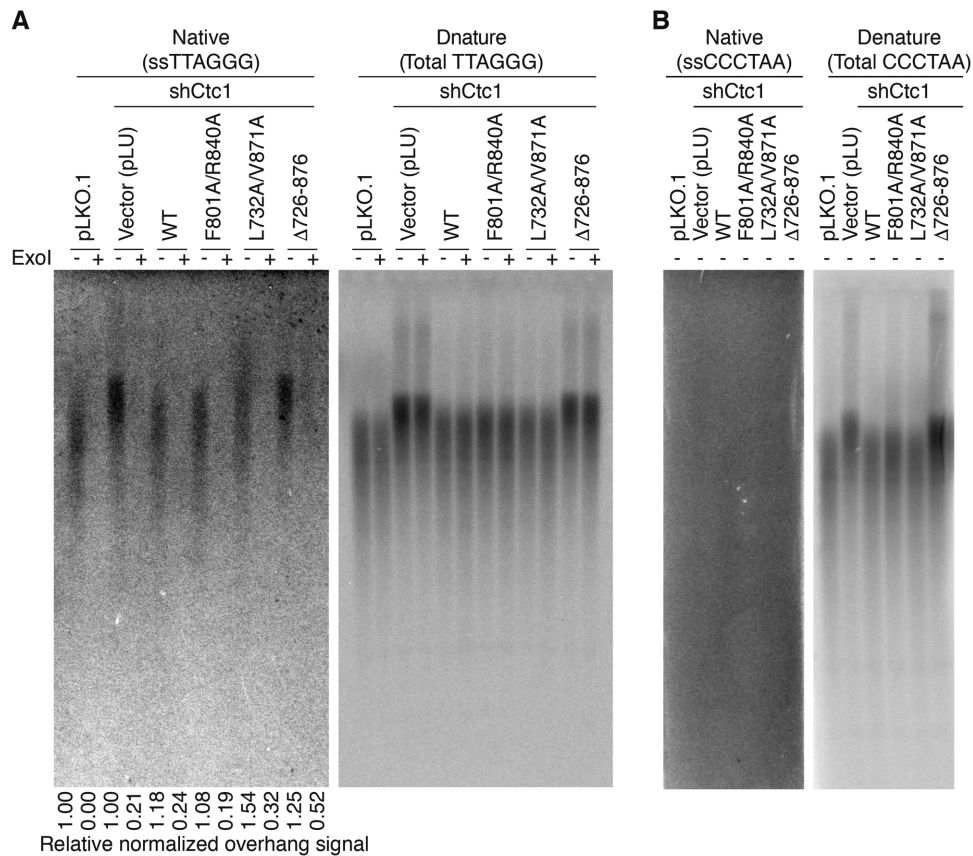 A
Native
(ssTTAGGG)
shCtc1
pLKO.1
Vector (pLU)
WT
F801A/R840A
L732A/V871A
Δ726-876
ExoI - + - + - + - + - + - +
1.00 0.00 1.00 0.21 1.18 0.24 1.08 0.19 1.54 0.32 1.25 0.52
Relative normalized overhang signal
Dnature
(Total TTAGGG)
shCtc1
pLKO.1
Vector (pLU)
WT
F801A/R840A
L732A/V871A
Δ726-876
- + - + - + - + - + - +
B
Native
(ssCCCTAA)
shCtc1
pLKO.1
Vector (pLU)
WT
F801A/R840A
L732A/V871A
Δ726-876
- - - - - -
Denature
(Total CCCTAA)
shCtc1
pLKO.1
Vector (pLU)
WT
F801A/R840A
L732A/V871A
Δ726-876
- - - - - -